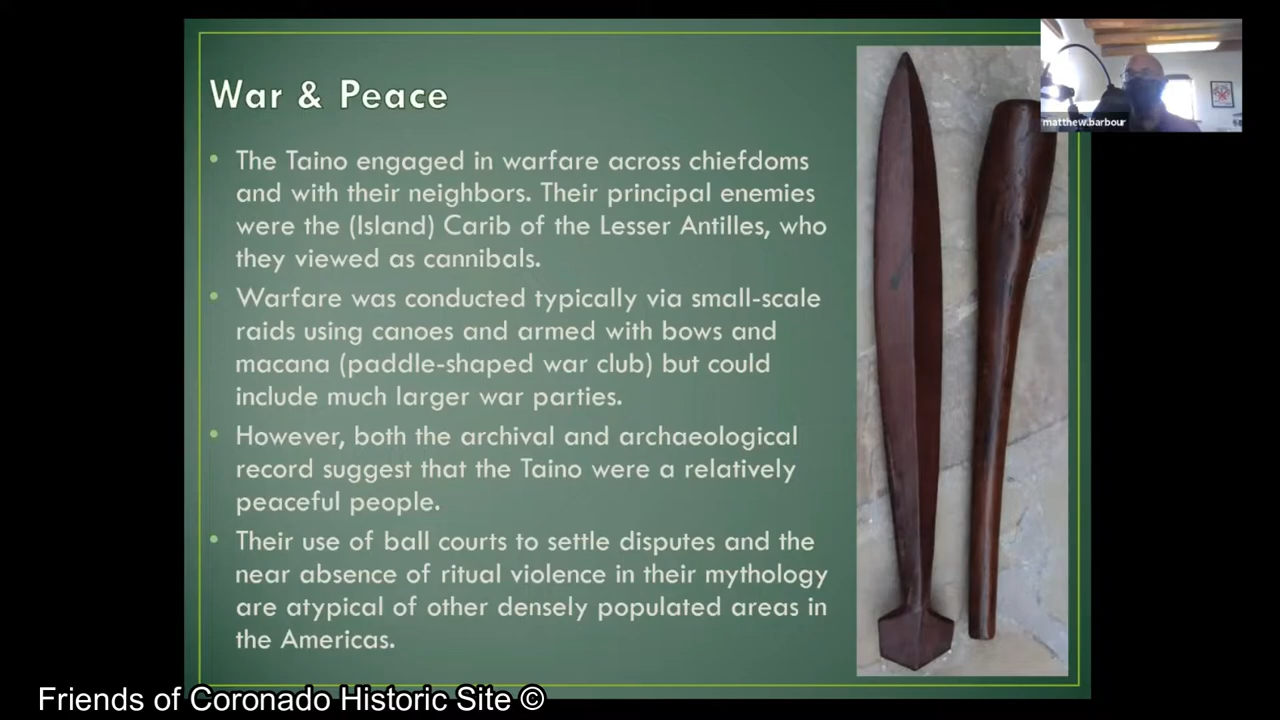 War & Peace
matthew.barbour
• The Taino engaged in warfare across chiefdoms
and with their neighbors. Their principal enemies
were the (Island) Carib of the Lesser Antilles, who
they viewed as cannibals.
• Warfare was conducted typically via small-scale
raids using canoes and armed with bows and
macana (paddle-shaped war club) but could
include much larger war parties.
• However, both the archival and archaeological
record suggest that the Taino were a relatively
peaceful people.
• Their use of ball courts to settle disputes and the
near absence of ritual violence in their mythology
are atypical of other densely populated areas in
the Americas.
Friends of Coronado Historic Site ©